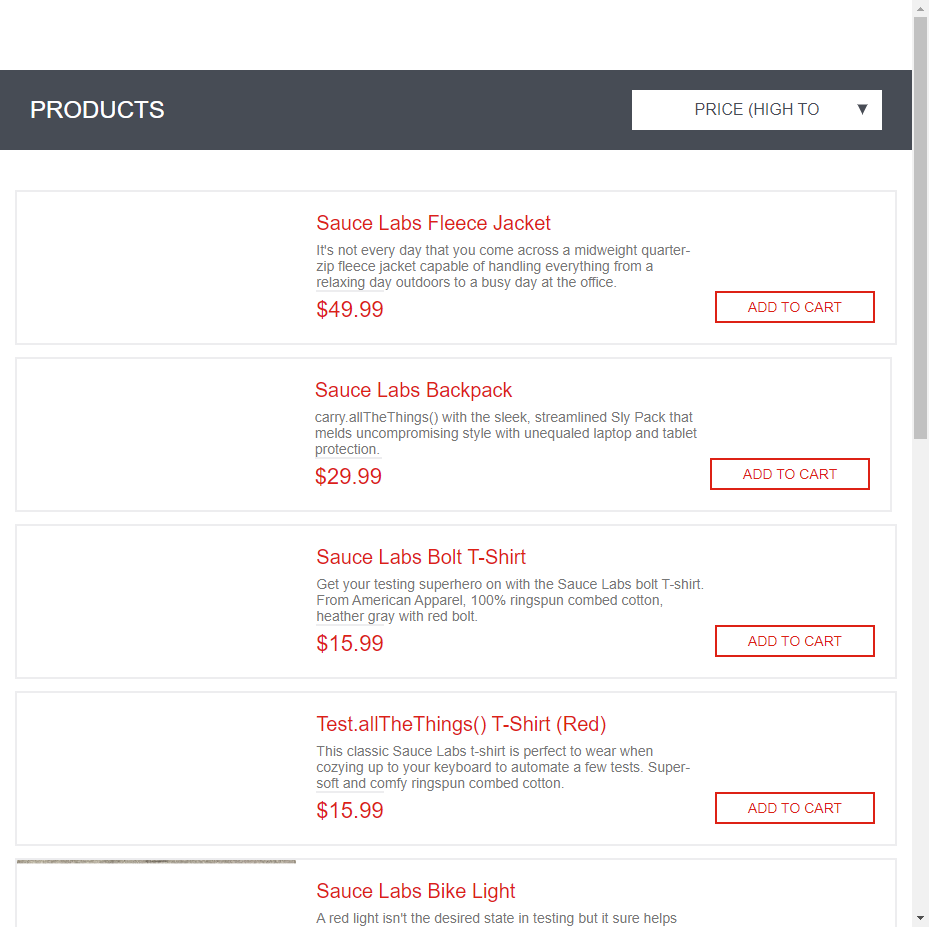 PRODUCTS
PRICE (HIGH TO
▼
Sauce Labs Fleece Jacket
It's not every day that you come across a midweight quarter-
zip fleece jacket capable of handling everything from a
relaxing day outdoors to a busy day at the office.
$49.99
ADD TO CART
Sauce Labs Backpack
carry.allTheThings() with the sleek, streamlined Sly Pack that
melds uncompromising style with unequaled laptop and tablet
protection.
$29.99
ADD TO CART
Sauce Labs Bolt T-Shirt
Get your testing superhero on with the Sauce Labs bolt T-shirt.
From American Apparel, 100% ringspun combed cotton,
heather gray with red bolt.
$15.99
ADD TO CART
Test.allTheThings() T-Shirt (Red)
This classic Sauce Labs t-shirt is perfect to wear when
cozying up to your keyboard to automate a few tests. Super-
soft and comfy ringspun combed cotton.
$15.99
ADD TO CART
Sauce Labs Bike Light
A red light isn't the desired state in testing but it sure helps